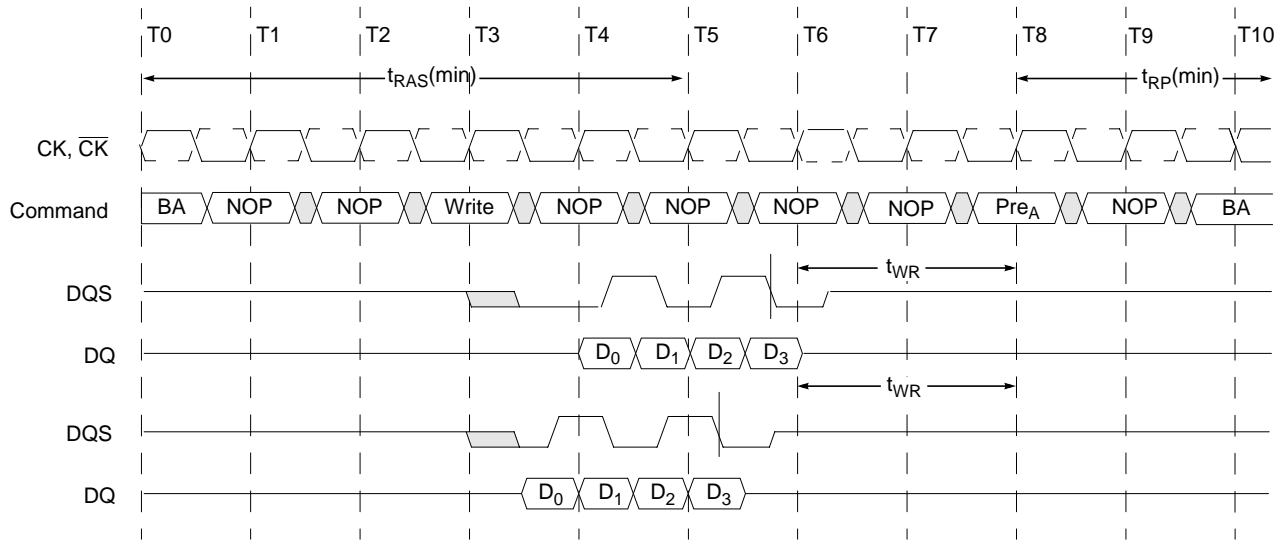 T0 T1 T2 T3 T4 T5 T6 T7 T8 T9 T10
tRAS(min) tRP(min)
CK, C̅K̅
Command BA NOP NOP Write NOP NOP NOP NOP PreA NOP BA
DQS tWR
DQ D0 D1 D2 D3
tWR
DQS
DQ D0 D1 D2 D3